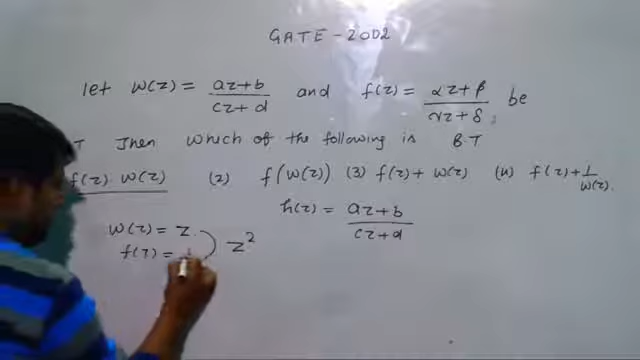 GATE - 2002
let w(z) = az+b / cz+d and f(z) = αz+β / γz+δ be
T Then which of the following is B.T
f(z) w(z) (2) f(w(z)) (3) f(z) + w(z) (4) f(z) + 1/w(z)
h(z) = az+b / cz+d
w(z) = z
f(z) =
z²